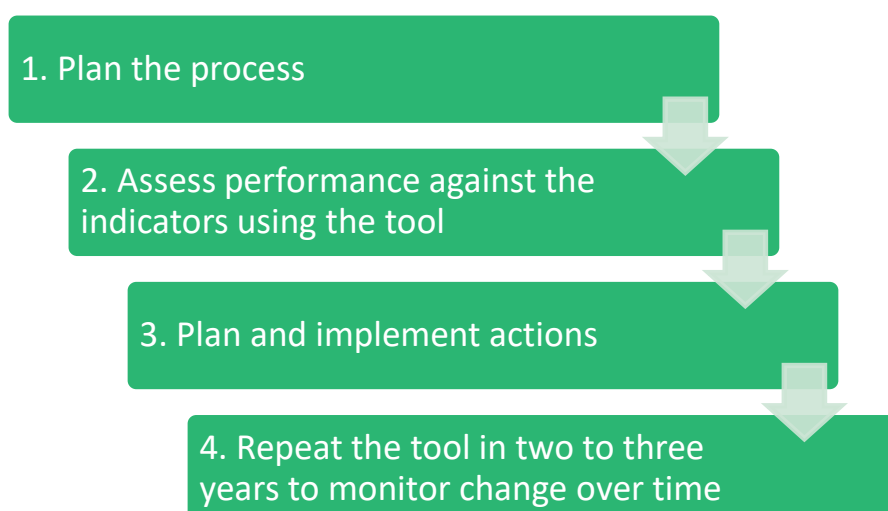 1. Plan the process
2. Assess performance against the
indicators using the tool
3. Plan and implement actions
4. Repeat the tool in two to three
years to monitor change over time